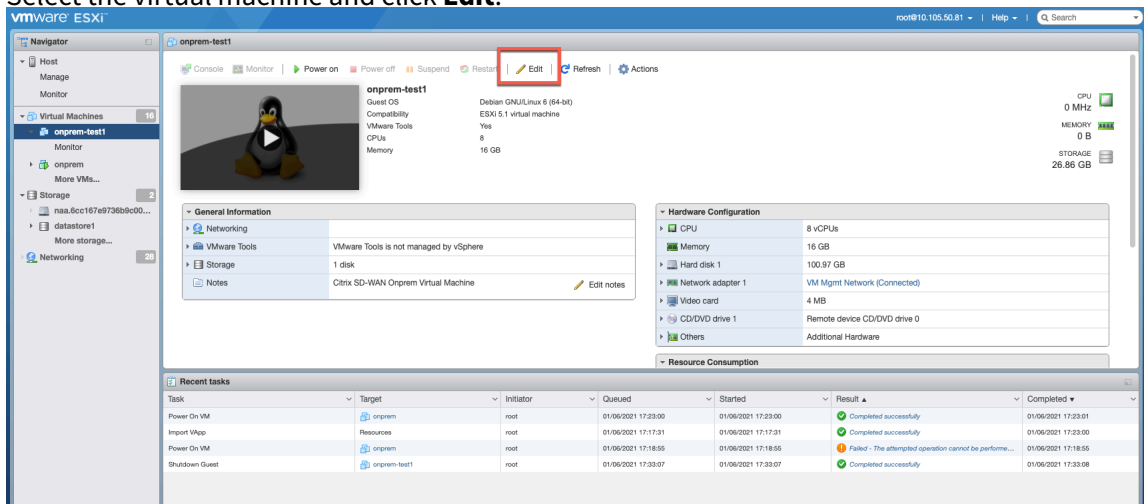 Select the virtual machine and click Edit.
vmware ESXi™
root@10.105.50.81 | Help | Search
Navigator
Host
Manage
Monitor
Virtual Machines 16
onprem-test1
Monitor
onprem
More VMs...
Storage 2
naa.6cc167e9736b9c00...
datastore1
More storage...
Networking 28
onprem-test1
Console Monitor | Power on Power off Suspend Restart | Edit | Refresh | Actions
onprem-test1
Guest OS Debian GNU/Linux 6 (64-bit)
Compatibility ESXi 5.1 virtual machine
VMware Tools Yes
CPUs 8
Memory 16 GB
CPU
0 MHz
MEMORY
0 B
STORAGE
26.86 GB
General Information
Networking
VMware Tools VMware Tools is not managed by vSphere
Storage 1 disk
Notes Citrix SD-WAN Onprem Virtual Machine Edit notes
Hardware Configuration
CPU 8 vCPUs
Memory 16 GB
Hard disk 1 100.97 GB
Network adapter 1 VM Mgmt Network (Connected)
Video card 4 MB
CD/DVD drive 1 Remote device CD/DVD drive 0
Others Additional Hardware
Resource Consumption
Recent tasks
Task Target Initiator Queued Started Result Completed
Power On VM onprem root 01/06/2021 17:23:00 01/06/2021 17:23:00 Completed successfully 01/06/2021 17:23:01
Import VApp Resources root 01/06/2021 17:17:31 01/06/2021 17:17:31 Completed successfully 01/06/2021 17:23:00
Power On VM onprem root 01/06/2021 17:18:55 01/06/2021 17:18:55 Failed - The attempted operation cannot be performe... 01/06/2021 17:18:55
Shutdown Guest onprem-test1 root 01/06/2021 17:33:07 01/06/2021 17:33:07 Completed successfully 01/06/2021 17:33:08